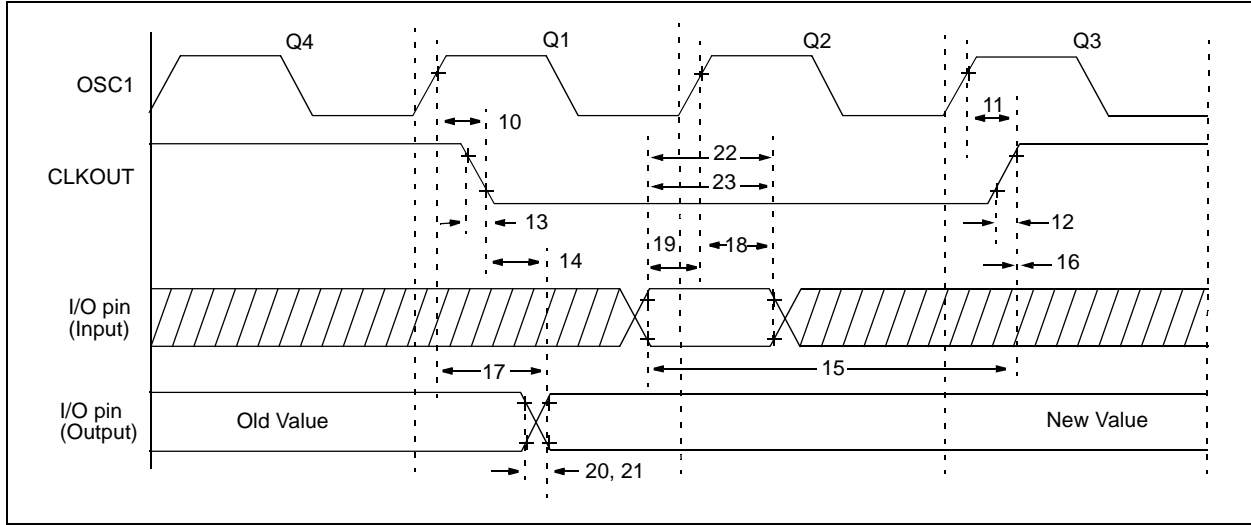 Q4
Q1
Q2
Q3
OSC1
11
10
22
CLKOUT
23
13
12
19
18
14
16
I/O pin
(Input)
17
15
I/O pin
(Output)
Old Value
New Value
20, 21